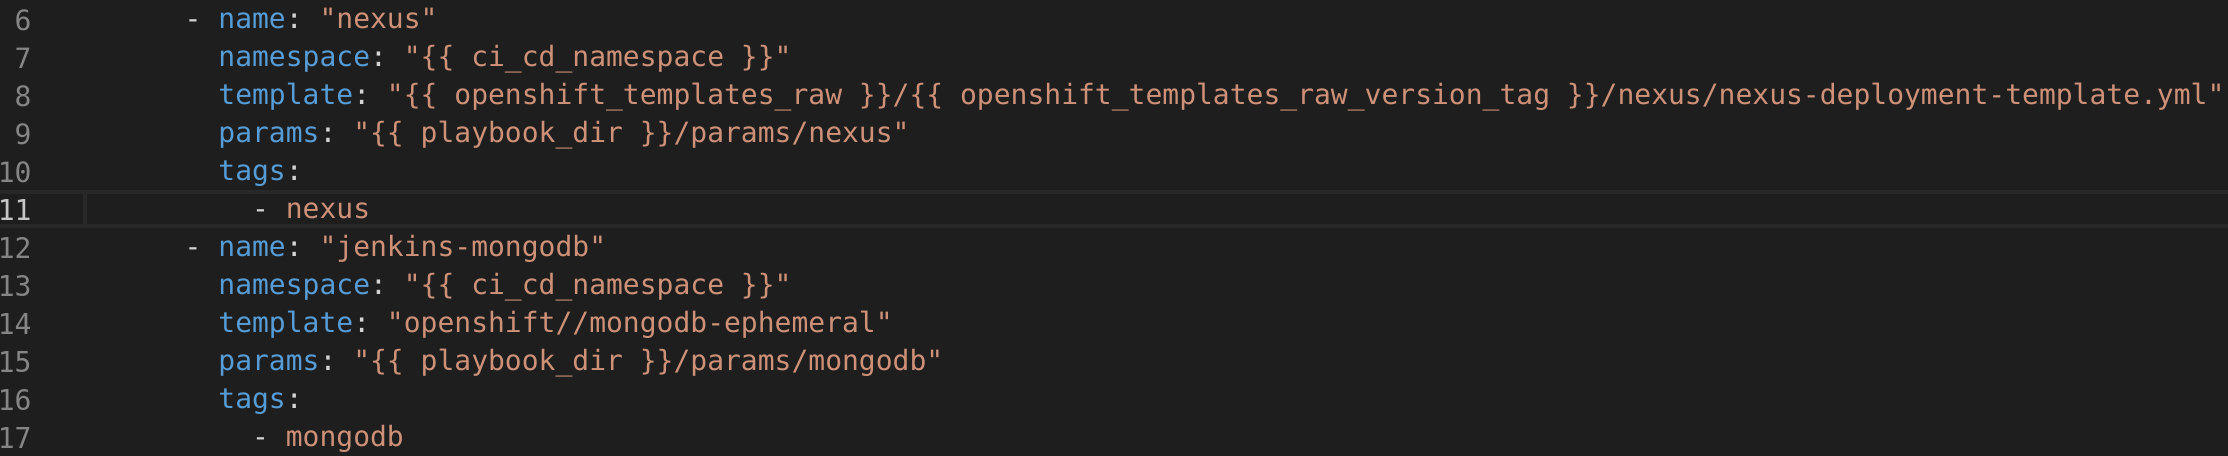 6 - name: "nexus"
7 namespace: "{{ ci_cd_namespace }}"
8 template: "{{ openshift_templates_raw }}/{{ openshift_templates_raw_version_tag }}/nexus/nexus-deployment-template.yml"
9 params: "{{ playbook_dir }}/params/nexus"
10 tags:
11 - nexus
12 - name: "jenkins-mongodb"
13 namespace: "{{ ci_cd_namespace }}"
14 template: "openshift//mongodb-ephemeral"
15 params: "{{ playbook_dir }}/params/mongodb"
16 tags:
17 - mongodb